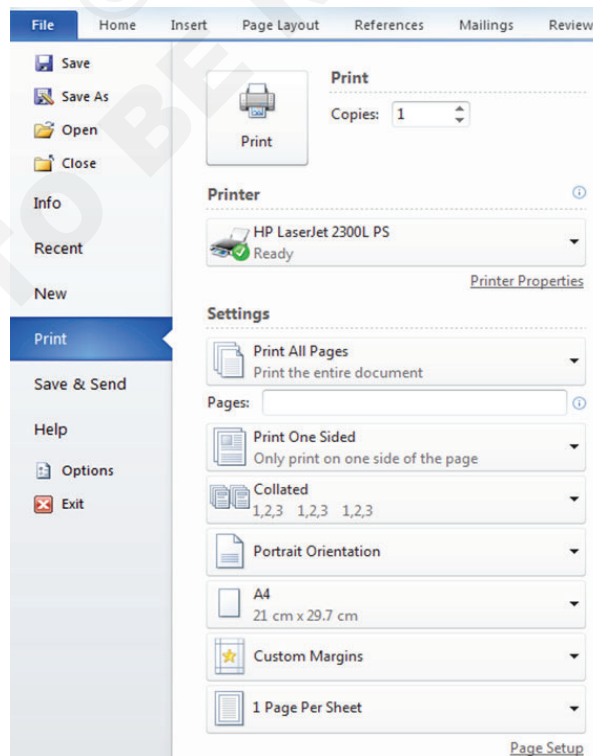 File Home Insert Page Layout References Mailings Review
Save
Save As
Open
Close
Info
Recent
New
Print
Save & Send
Help
Options
Exit
Print
Print
Copies: 1
Printer
HP LaserJet 2300L PS
Ready
Printer Properties
Settings
Print All Pages
Print the entire document
Pages:
Print One Sided
Only print on one side of the page
Collated
1,2,3 1,2,3 1,2,3
Portrait Orientation
A4
21 cm x 29.7 cm
Custom Margins
1 Page Per Sheet
Page Setup
TO BE